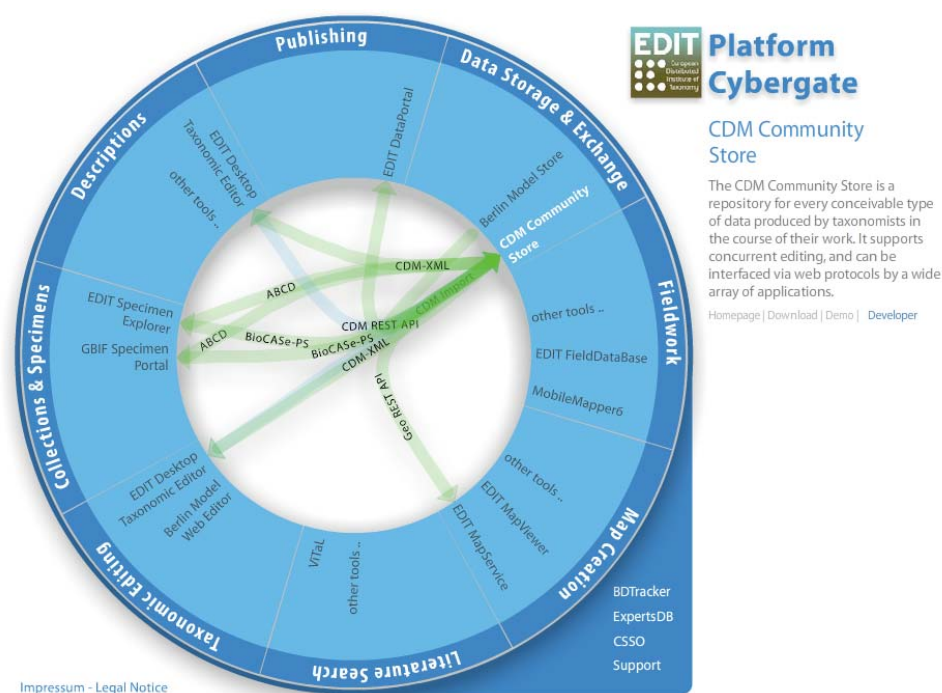 Publishing
Data Storage & Exchange
Fieldwork
Map Creation
Literature Search
Taxonomic Editing
Collections & Specimens
Descriptions
EDIT DataPortal
Berlin Model Store
CDM Community
Store
other tools ..
EDIT FieldDataBase
MobileMapper6
other tools ..
EDIT MapViewer
EDIT MapService
other tools ..
ViTaL
Berlin Model
Web Editor
EDIT Desktop
Taxonomic Editor
GBIF Specimen
Portal
EDIT Specimen
Explorer
other tools ..
EDIT Desktop
Taxonomic Editor
CDM-XML
ABCD
CDM Import
CDM REST API
ABCD
BioCASe-PS
BioCASe-PS
CDM-XML
Geo REST API
BDTracker
ExpertsDB
CSSO
Support
Impressum - Legal Notice
EDIT
European
Distributed
Institute of
Taxonomy
Platform
Cybergate
CDM Community
Store
The CDM Community Store is a
repository for every conceivable type
of data produced by taxonomists in
the course of their work. It supports
concurrent editing, and can be
interfaced via web protocols by a wide
array of applications.
Homepage | Download | Demo | Developer